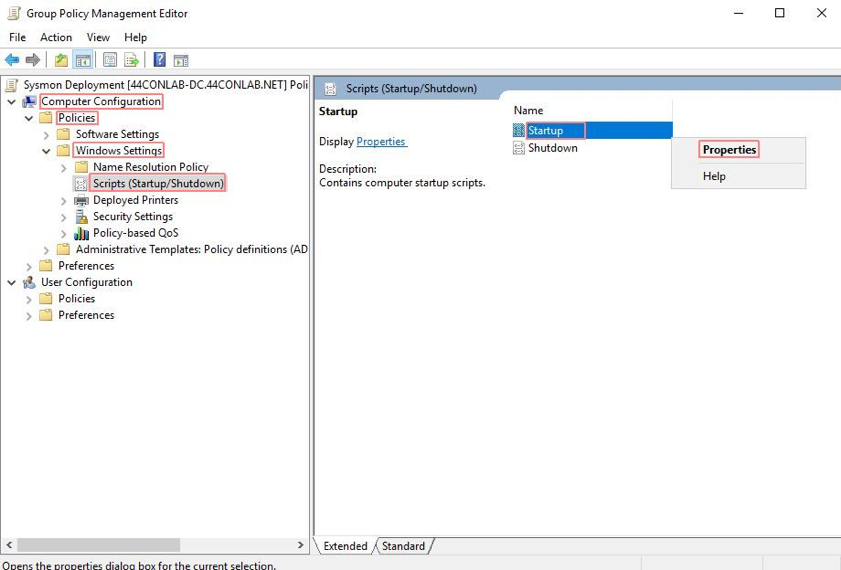 Group Policy Management Editor
File Action View Help
Sysmon Deployment [44CONLAB-DC.44CONLAB.NET] Poli
Computer Configuration
Policies
Software Settings
Windows Settings
Name Resolution Policy
Scripts (Startup/Shutdown)
Deployed Printers
Security Settings
Policy-based QoS
Administrative Templates: Policy definitions (AD
Preferences
User Configuration
Policies
Preferences
Scripts (Startup/Shutdown)
Startup
Display Properties
Description:
Contains computer startup scripts.
Name
Startup
Shutdown
Properties
Help
Extended Standard
Opens the properties dialog box for the current selection.